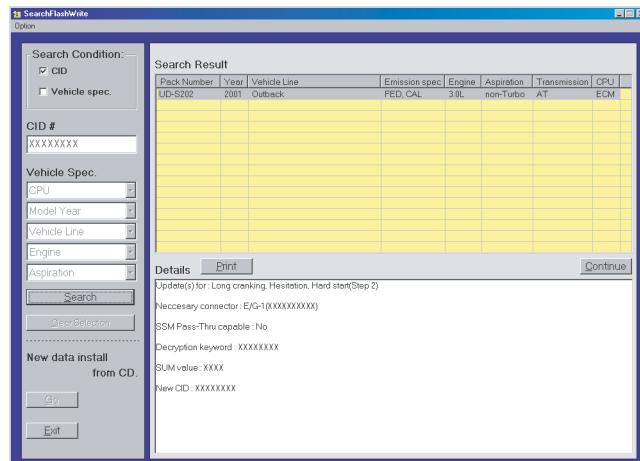 SearchFlashWrite
Option
Search Condition:
CID
Vehicle spec.
CID #
XXXXXXXX
Vehicle Spec.
CPU
Model Year
Vehicle Line
Engine
Aspiration
Search
Clear Selection
New data install
from CD.
Go
Exit
Search Result
Pack Number Year Vehicle Line Emission spec Engine Aspiration Transmission CPU
UD-S202 2001 Outback FED, CAL 3.0L non-Turbo AT ECM
Details Print Continue
Update(s) for : Long cranking, Hesitation, Hard start(Step 2)
Neccesary connector : E/G-1(XXXXXXXXXX)
SSM Pass-Thru capable : No
Decryption keyword : XXXXXXXX
SUM value : XXXX
New CID : XXXXXXXX